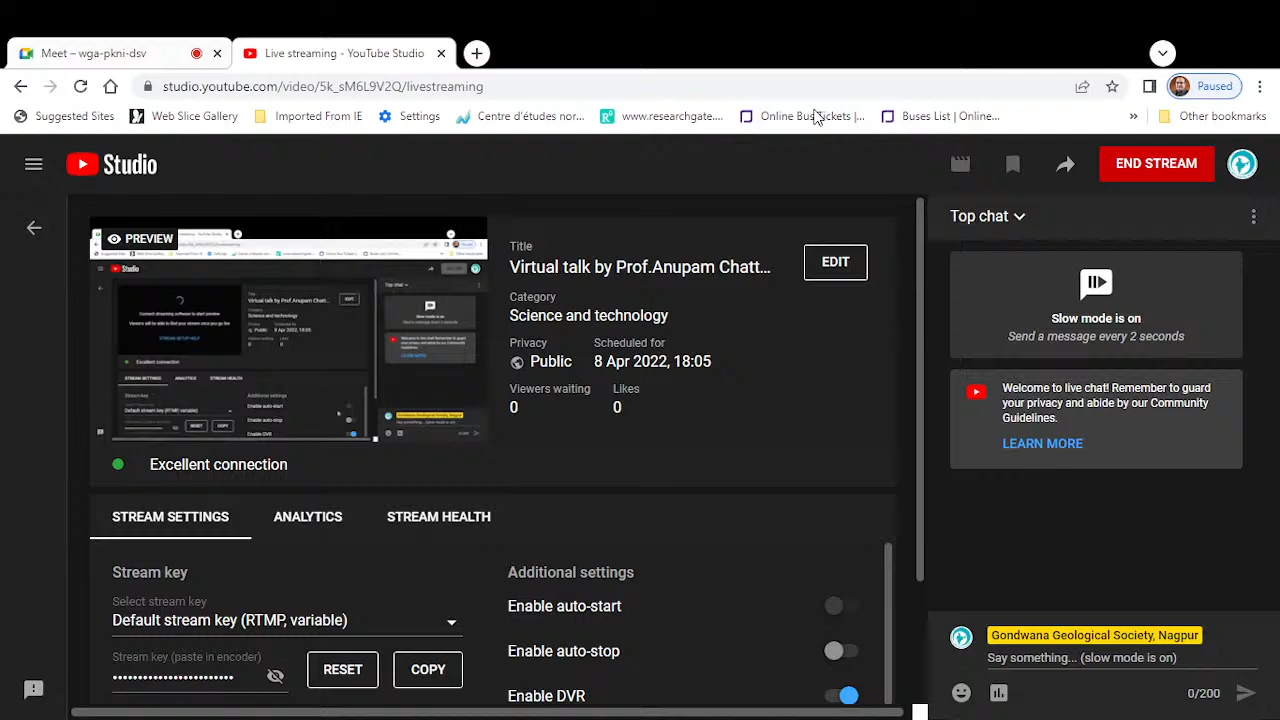 Meet – wga-pkni-dsv
Live streaming - YouTube Studio
studio.youtube.com/video/5k_sM6L9V2Q/livestreaming
Paused
Suggested Sites
Web Slice Gallery
Imported From IE
Settings
Centre d'études nor...
www.researchgate....
Online Bus Tickets |...
Buses List | Online...
»
Other bookmarks
Studio
END STREAM
PREVIEW
Title
Virtual talk by Prof.Anupam Chatt...
EDIT
Category
Science and technology
Privacy
Public
Scheduled for
8 Apr 2022, 18:05
Viewers waiting
0
Likes
0
Excellent connection
STREAM SETTINGS
ANALYTICS
STREAM HEALTH
Stream key
Select stream key
Default stream key (RTMP, variable)
Stream key (paste in encoder)
••••••••••••••••••••••••
RESET
COPY
Additional settings
Enable auto-start
Enable auto-stop
Enable DVR
Top chat
Slow mode is on
Send a message every 2 seconds
Welcome to live chat! Remember to guard
your privacy and abide by our Community
Guidelines.
LEARN MORE
Gondwana Geological Society, Nagpur
Say something... (slow mode is on)
0/200